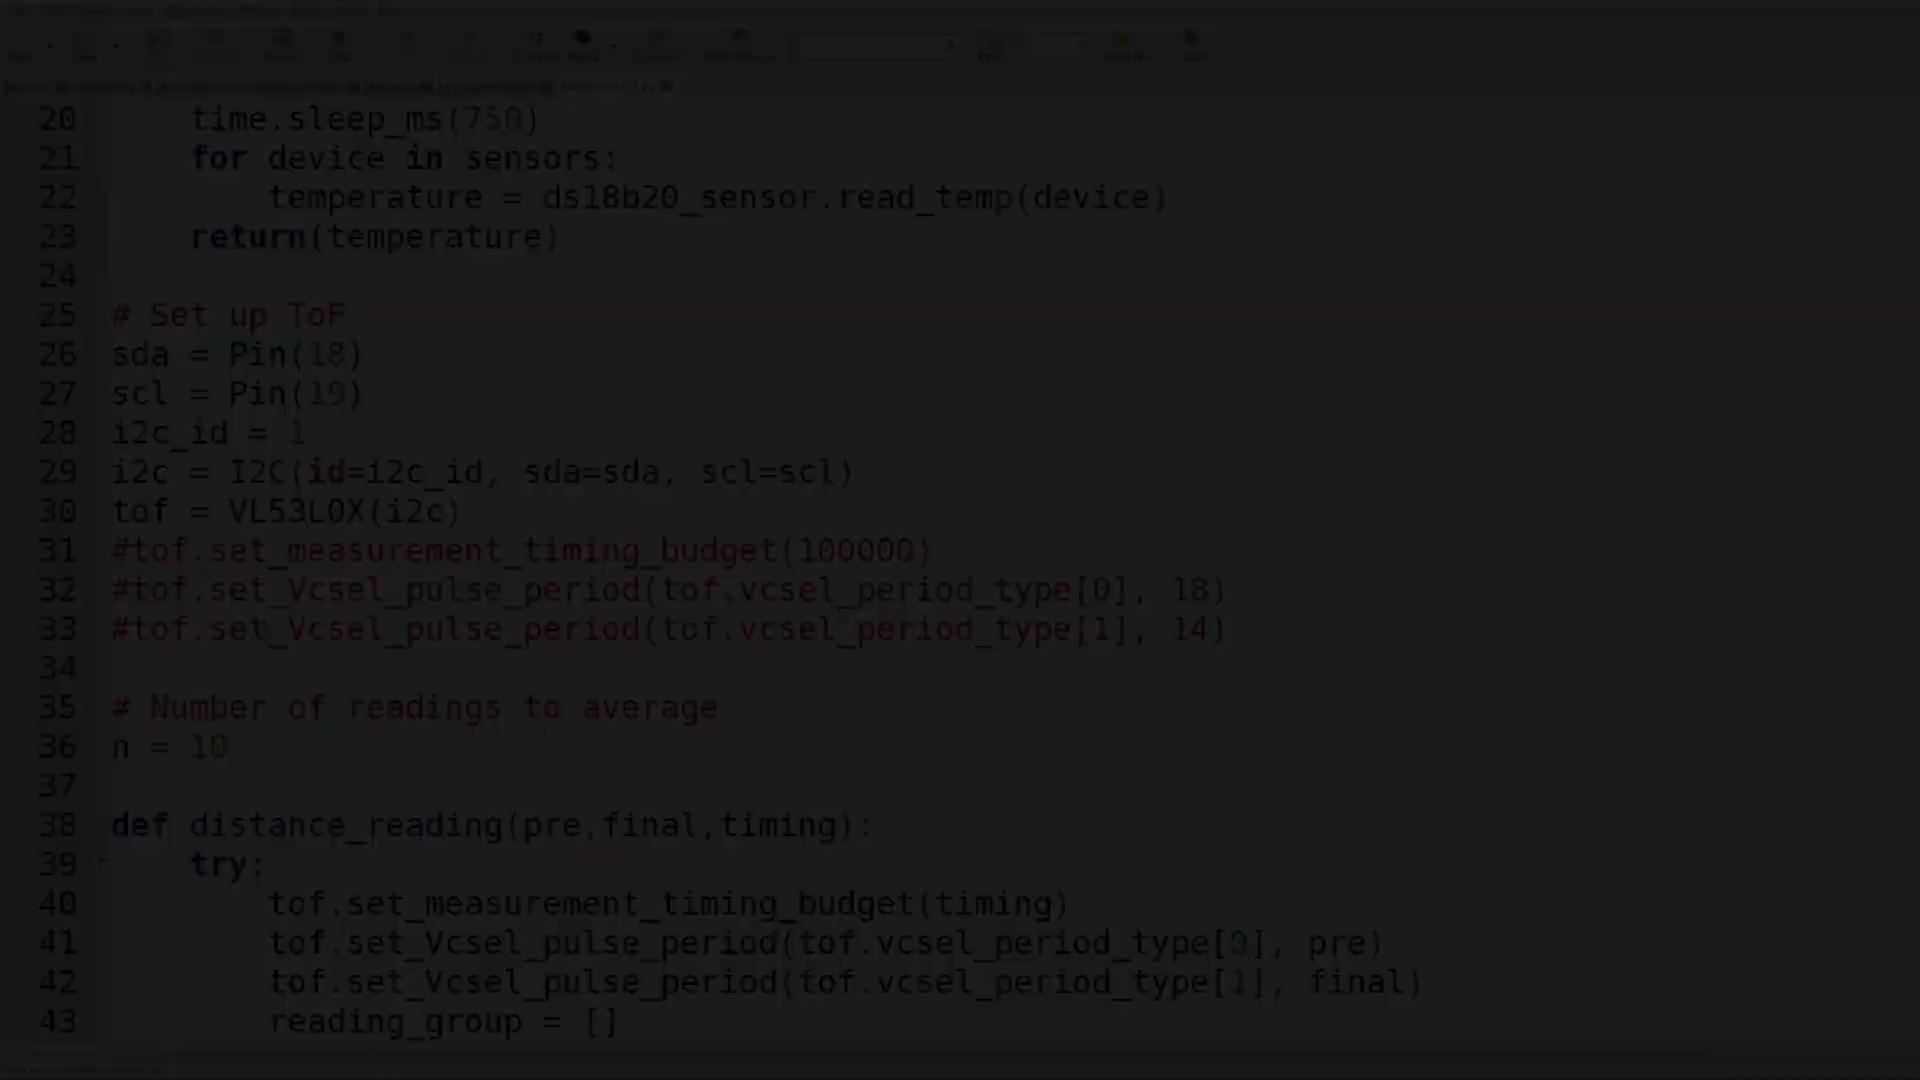 20 time.sleep_ms(750)
21 for device in sensors:
22 temperature = ds18b20_sensor.read_temp(device)
23 return(temperature)
24
25 # Set up ToF
26 sda = Pin(18)
27 scl = Pin(19)
28 i2c_id = 1
29 i2c = I2C(id=i2c_id, sda=sda, scl=scl)
30 tof = VL53L0X(i2c)
31 #tof.set_measurement_timing_budget(100000)
32 #tof.set_Vcsel_pulse_period(tof.vcsel_period_type[0], 18)
33 #tof.set_Vcsel_pulse_period(tof.vcsel_period_type[1], 14)
34
35 # Number of readings to average
36 n = 10
37
38 def distance_reading(pre,final,timing):
39 try:
40 tof.set_measurement_timing_budget(timing)
41 tof.set_Vcsel_pulse_period(tof.vcsel_period_type[0], pre)
42 tof.set_Vcsel_pulse_period(tof.vcsel_period_type[1], final)
43 reading_group = []